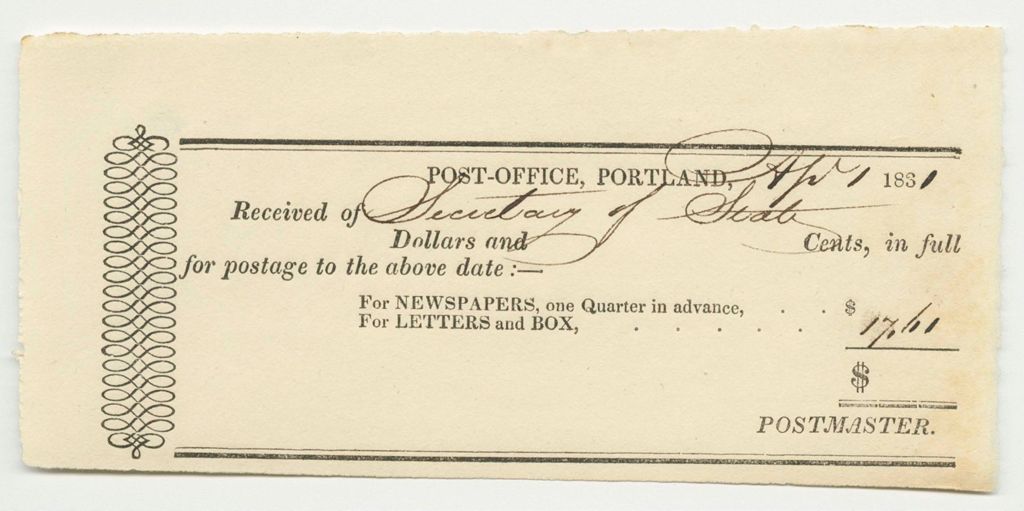 POST-OFFICE, PORTLAND, Apr 1 1831
Received of Secretary of State
Dollars and Cents, in full
for postage to the above date :—
For NEWSPAPERS, one Quarter in advance, . . . . $
For LETTERS and BOX, . . . . . . 17,61
$
POSTMASTER.